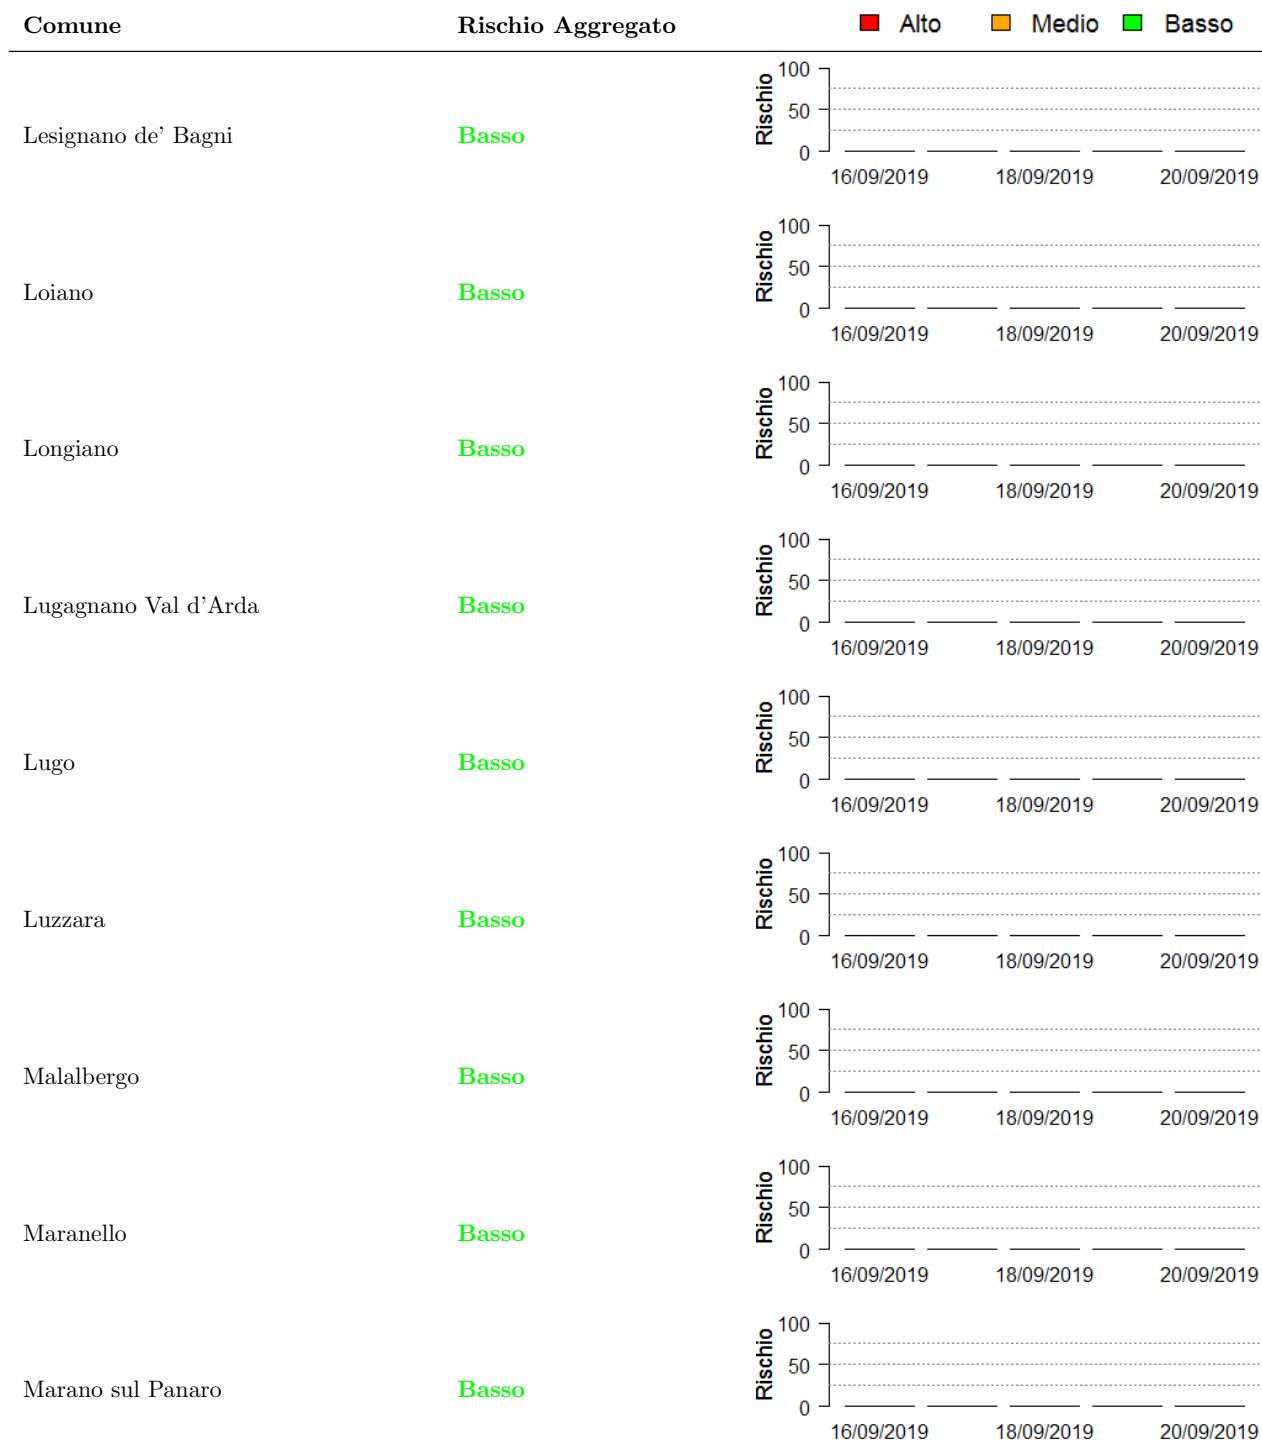 Comune Rischio Aggregato Alto Medio Basso
Lesignano de' Bagni Basso
Rischio
100
50
0
16/09/2019 18/09/2019 20/09/2019
Loiano Basso
Rischio
100
50
0
16/09/2019 18/09/2019 20/09/2019
Longiano Basso
Rischio
100
50
0
16/09/2019 18/09/2019 20/09/2019
Lugagnano Val d'Arda Basso
Rischio
100
50
0
16/09/2019 18/09/2019 20/09/2019
Lugo Basso
Rischio
100
50
0
16/09/2019 18/09/2019 20/09/2019
Luzzara Basso
Rischio
100
50
0
16/09/2019 18/09/2019 20/09/2019
Malalbergo Basso
Rischio
100
50
0
16/09/2019 18/09/2019 20/09/2019
Maranello Basso
Rischio
100
50
0
16/09/2019 18/09/2019 20/09/2019
Marano sul Panaro Basso
Rischio
100
50
0
16/09/2019 18/09/2019 20/09/2019